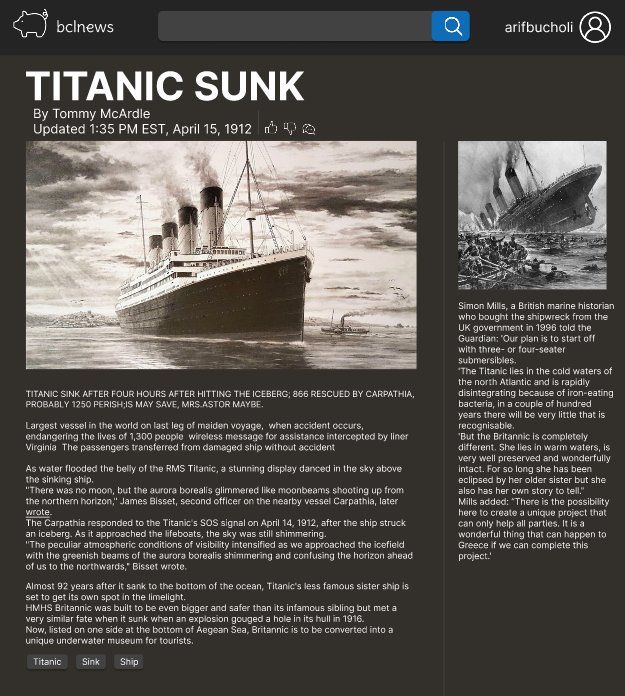 bclnews
arifbucholi
TITANIC SUNK
By Tommy McArdle
Updated 1:35 PM EST, April 15, 1912
TITANIC SINK AFTER FOUR HOURS AFTER HITTING THE ICEBERG; 866 RESCUED BY CARPATHIA,
PROBABLY 1250 PERISH;IS MAY SAVE, MRS.ASTOR MAYBE.
Largest vessel in the world on last leg of maiden voyage,  when accident occurs,
endangering the lives of 1,300 people  wireless message for assistance intercepted by liner
Virginia  The passengers transferred from damaged ship without accident
As water flooded the belly of the RMS Titanic, a stunning display danced in the sky above
the sinking ship.
"There was no moon, but the aurora borealis glimmered like moonbeams shooting up from
the northern horizon," James Bisset, second officer on the nearby vessel Carpathia, later
wrote.
The Carpathia responded to the Titanic's SOS signal on April 14, 1912, after the ship struck
an iceberg. As it approached the lifeboats, the sky was still shimmering.
"The peculiar atmospheric conditions of visibility intensified as we approached the icefield
with the greenish beams of the aurora borealis shimmering and confusing the horizon ahead
of us to the northwards," Bisset wrote.
Almost 92 years after it sank to the bottom of the ocean, Titanic's less famous sister ship is
set to get its own spot in the limelight.
HMHS Britannic was built to be even bigger and safer than its infamous sibling but met a
very similar fate when it sunk when an explosion gouged a hole in its hull in 1916.
Now, listed on one side at the bottom of Aegean Sea, Britannic is to be converted into a
unique underwater museum for tourists.
Titanic
Sink
Ship
Simon Mills, a British marine historian
who bought the shipwreck from the
UK government in 1996 told the
Guardian: 'Our plan is to start off
with three- or four-seater
submersibles.
'The Titanic lies in the cold waters of
the north Atlantic and is rapidly
disintegrating because of iron-eating
bacteria, in a couple of hundred
years there will be very little that is
recognisable.
'But the Britannic is completely
different. She lies in warm waters, is
very well preserved and wonderfully
intact. For so long she has been
eclipsed by her older sister but she
also has her own story to tell."
Mills added: "There is the possibility
here to create a unique project that
can only help all parties. It is a
wonderful thing that can happen to
Greece if we can complete this
project.'